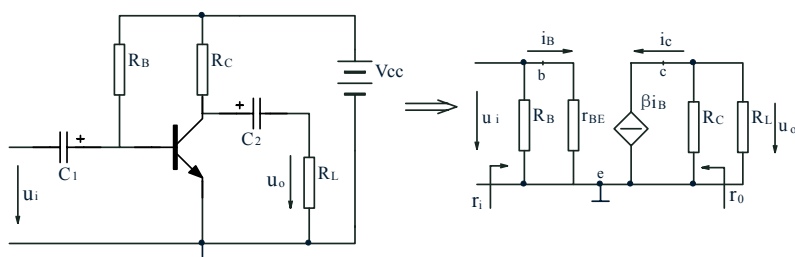 R_B
R_C
Vcc
+
C_1
+
C_2
u_i
u_o
R_L
i_B
i_c
b
c
u_i
R_B
r_BE
βi_B
R_C
R_L
u_o
e
r_i
r_0